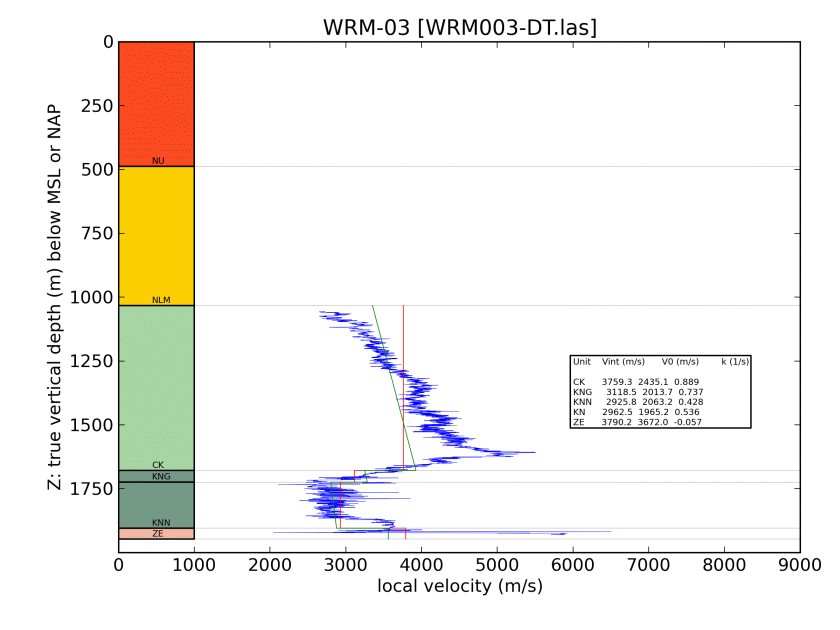 WRM-03 [WRM003-DT.las]
Z: true vertical depth (m) below MSL or NAP
0
250
500
750
1000
1250
1500
1750
NU
NLM
CK
KNG
KNN
ZE
Unit Vint (m/s) V0 (m/s) k (1/s)
CK 3759.3 2435.1 0.889
KNG 3118.5 2013.7 0.737
KNN 2925.8 2063.2 0.428
KN 2962.5 1965.2 0.536
ZE 3790.2 3672.0 -0.057
0 1000 2000 3000 4000 5000 6000 7000 8000 9000
local velocity (m/s)